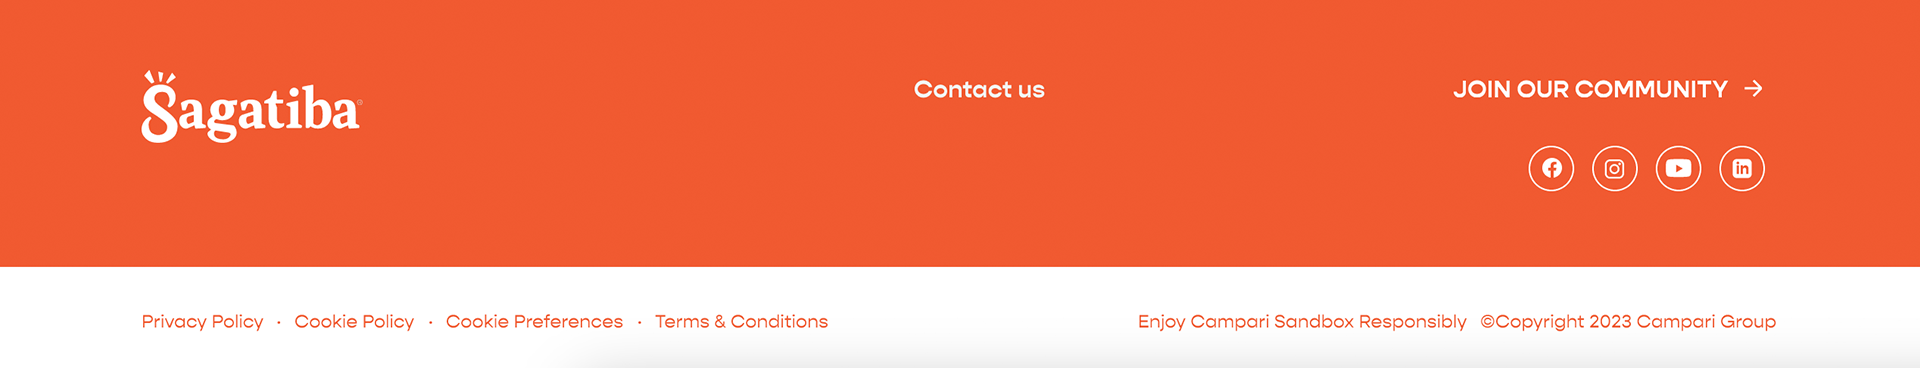 Sagatiba®
Contact us
JOIN OUR COMMUNITY →
Privacy Policy · Cookie Policy · Cookie Preferences · Terms & Conditions
Enjoy Campari Sandbox Responsibly ©Copyright 2023 Campari Group